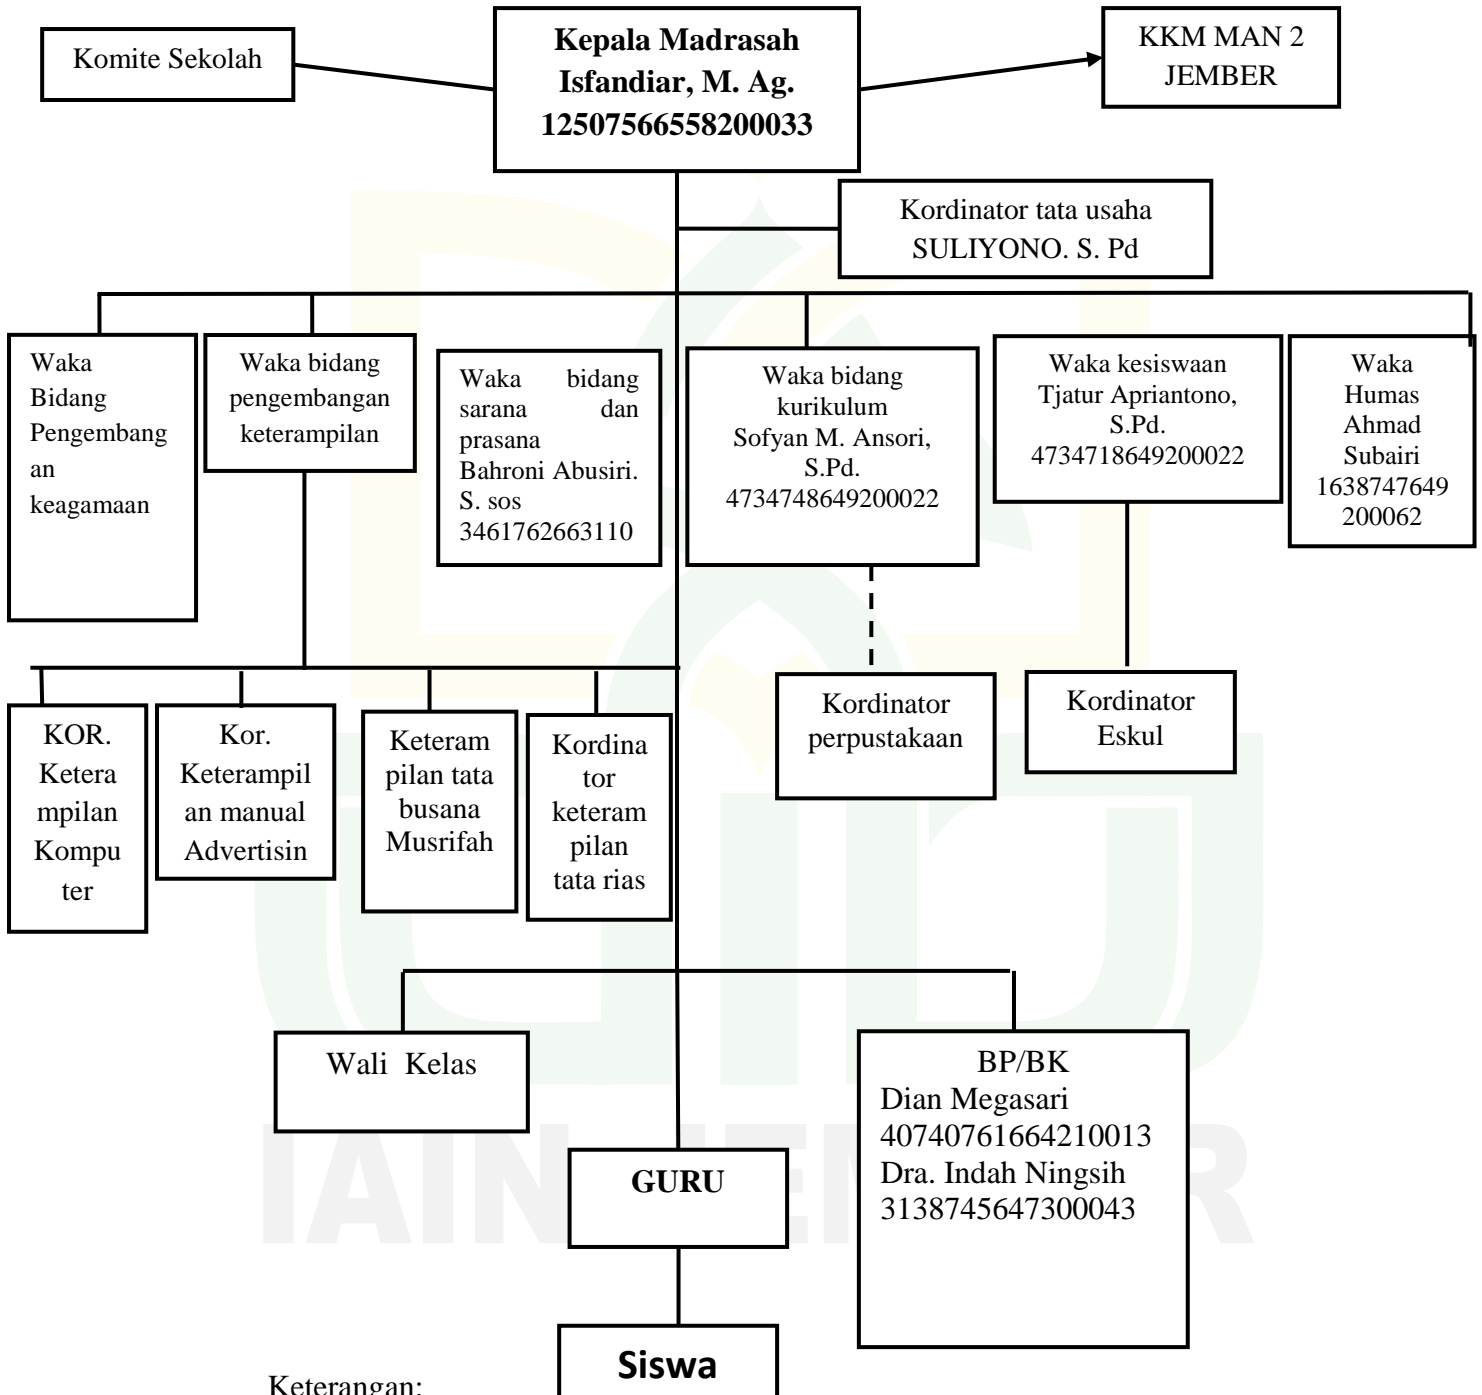 Komite Sekolah
Kepala Madrasah
Isfandiar, M. Ag.
12507566558200033
KKM MAN 2
JEMBER
Kordinator tata usaha
SULIYONO. S. Pd
Waka
Bidang
Pengembang
an
keagamaan
Waka bidang
pengembangan
keterampilan
Waka bidang
sarana dan
prasana
Bahroni Abusiri.
S. sos
3461762663110
Waka bidang
kurikulum
Sofyan M. Ansori,
S.Pd.
4734748649200022
Waka kesiswaan
Tjatur Apriantono,
S.Pd.
4734718649200022
Waka
Humas
Ahmad
Subairi
1638747649
200062
KOR.
Ketera
mpilan
Kompu
ter
Kor.
Keterampil
an manual
Advertisin
Keteram
pilan tata
busana
Musrifah
Kordina
tor
keteram
pilan
tata rias
Kordinator
perpustakaan
Kordinator
Eskul
Wali Kelas
BP/BK
Dian Megasari
40740761664210013
Dra. Indah Ningsih
3138745647300043
GURU
IAIN JEMBER
Siswa
Keterangan: